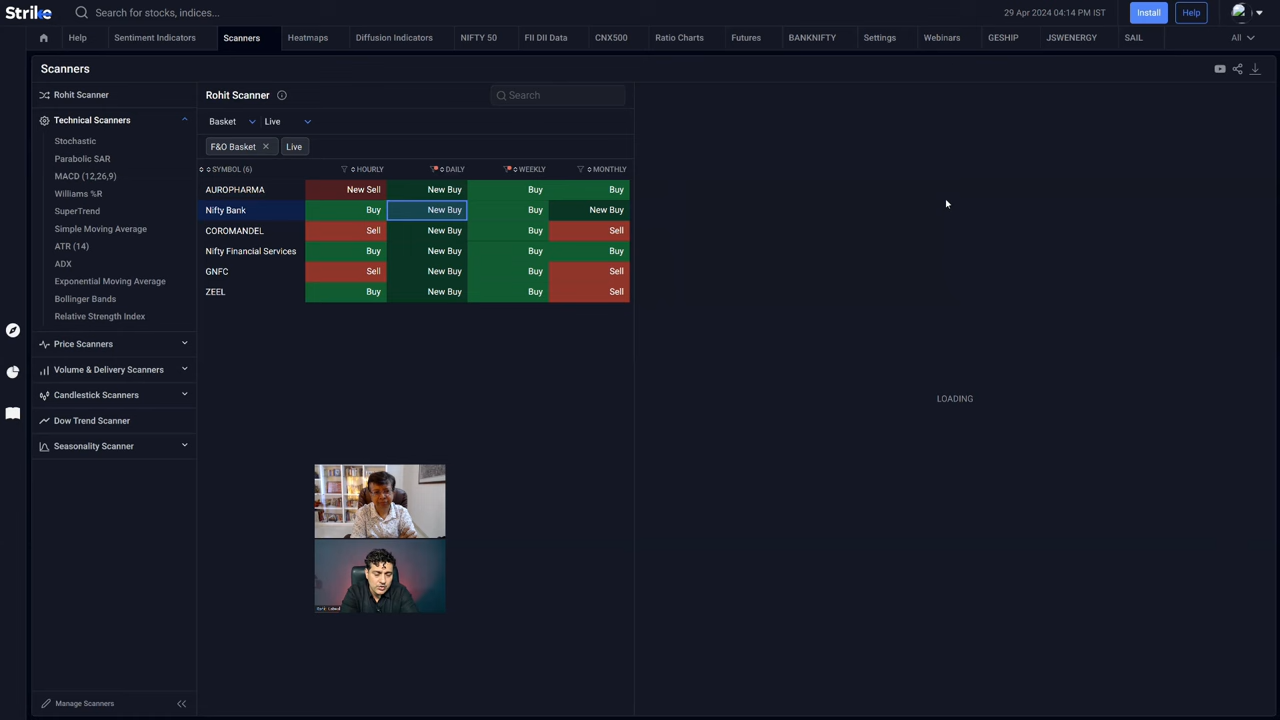 Strike
Search for stocks, indices...
29 Apr 2024 04:14 PM IST
Install
Help
Help
Sentiment Indicators
Scanners
Heatmaps
Diffusion Indicators
NIFTY 50
FII DII Data
CNX500
Ratio Charts
Futures
BANKNIFTY
Settings
Webinars
GESHIP
JSWENERGY
SAIL
All
Scanners
Rohit Scanner
Technical Scanners
Stochastic
Parabolic SAR
MACD (12,26,9)
Williams %R
SuperTrend
Simple Moving Average
ATR (14)
ADX
Exponential Moving Average
Bollinger Bands
Relative Strength Index
Price Scanners
Volume & Delivery Scanners
Candlestick Scanners
Dow Trend Scanner
Seasonality Scanner
Manage Scanners
Rohit Scanner
Search
Basket Live
F&O Basket Live
SYMBOL (6) HOURLY DAILY WEEKLY MONTHLY
AUROPHARMA New Sell New Buy Buy Buy
Nifty Bank Buy New Buy Buy New Buy
COROMANDEL Sell New Buy Buy Sell
Nifty Financial Services Buy New Buy Buy Buy
GNFC Sell New Buy Buy Sell
ZEEL Buy New Buy Buy Sell
LOADING